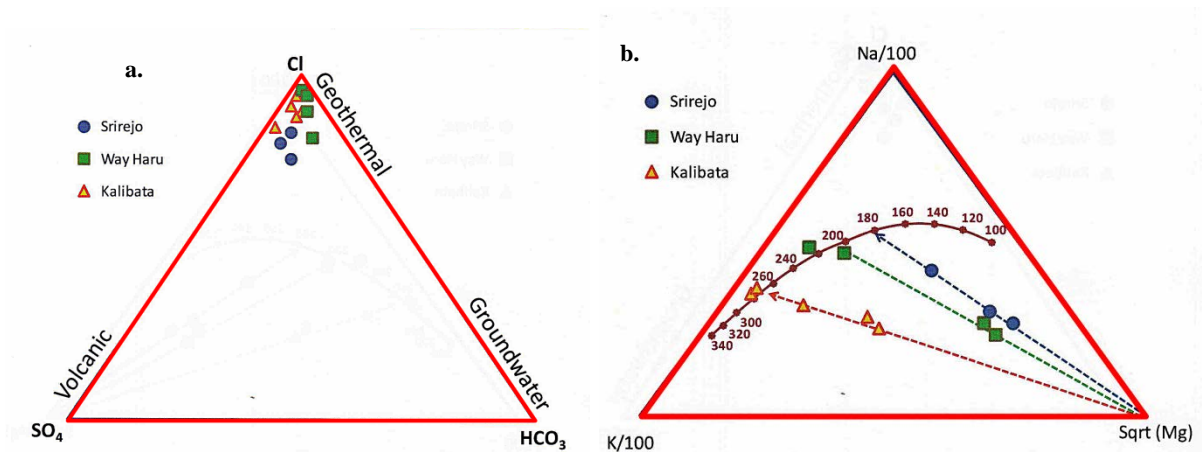 a.
Cl
Geothermal
Srirejo
Way Haru
Kalibata
Volcanic
Groundwater
SO₄
HCO₃
b.
Na/100
Srirejo
Way Haru
Kalibata
180
160
140
120
100
200
240
260
300
320
340
K/100
Sqrt (Mg)